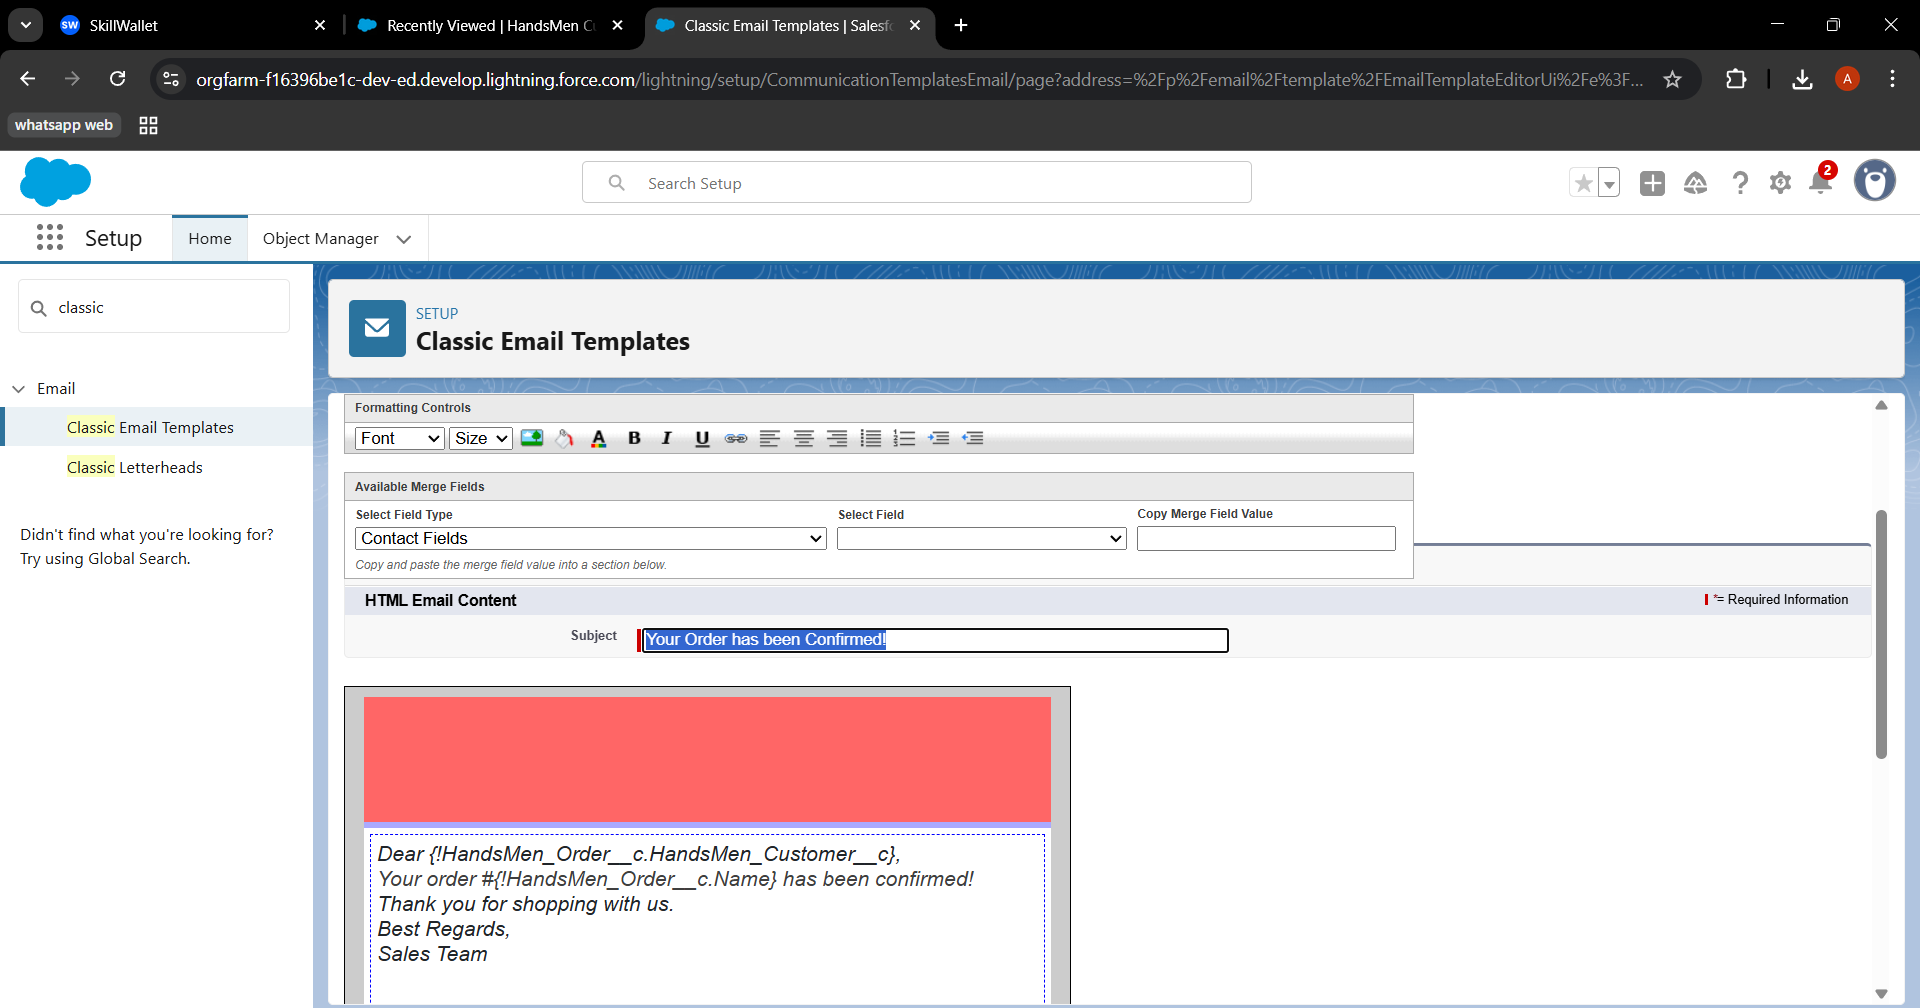 SW SkillWallet
Recently Viewed | HandsMen
Classic Email Templates | Salesf
orgfarm-f16396be1c-dev-ed.develop.lightning.force.com/lightning/setup/CommunicationTemplatesEmail/page?address=%2Fp%2Femail%2Ftemplate%2FEmailTemplateEditorUi%2Fe%3F...
A
whatsapp web
Search Setup
2
Setup
Home
Object Manager
classic
Email
Classic Email Templates
Classic Letterheads
Didn't find what you're looking for?
Try using Global Search.
SETUP
Classic Email Templates
Formatting Controls
Font Size A B I U
Available Merge Fields
Select Field Type Select Field Copy Merge Field Value
Contact Fields
Copy and paste the merge field value into a section below.
HTML Email Content
*= Required Information
Subject Your Order has been Confirmed!
Dear {!HandsMen_Order__c.HandsMen_Customer__c},
Your order #{!HandsMen_Order__c.Name} has been confirmed!
Thank you for shopping with us.
Best Regards,
Sales Team